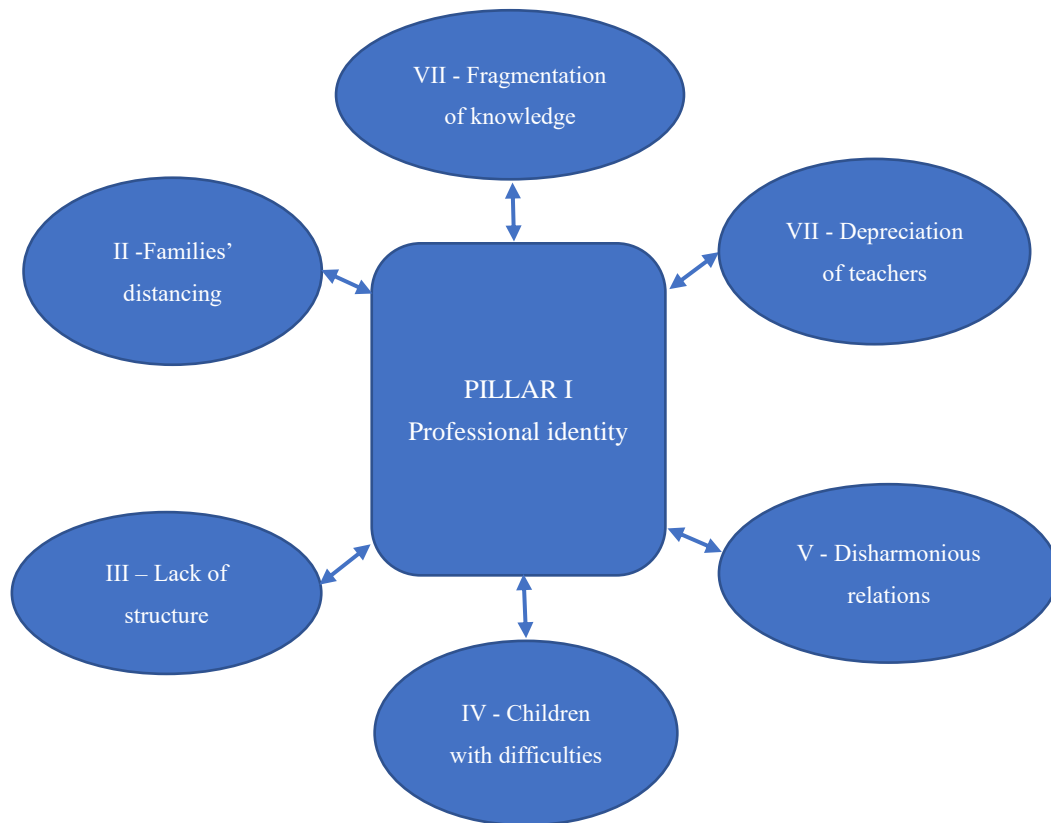 VII - Fragmentation
of knowledge
VII - Depreciation
of teachers
II -Families’
distancing
PILLAR I
Professional identity
V - Disharmonious
relations
III – Lack of
structure
IV - Children
with difficulties